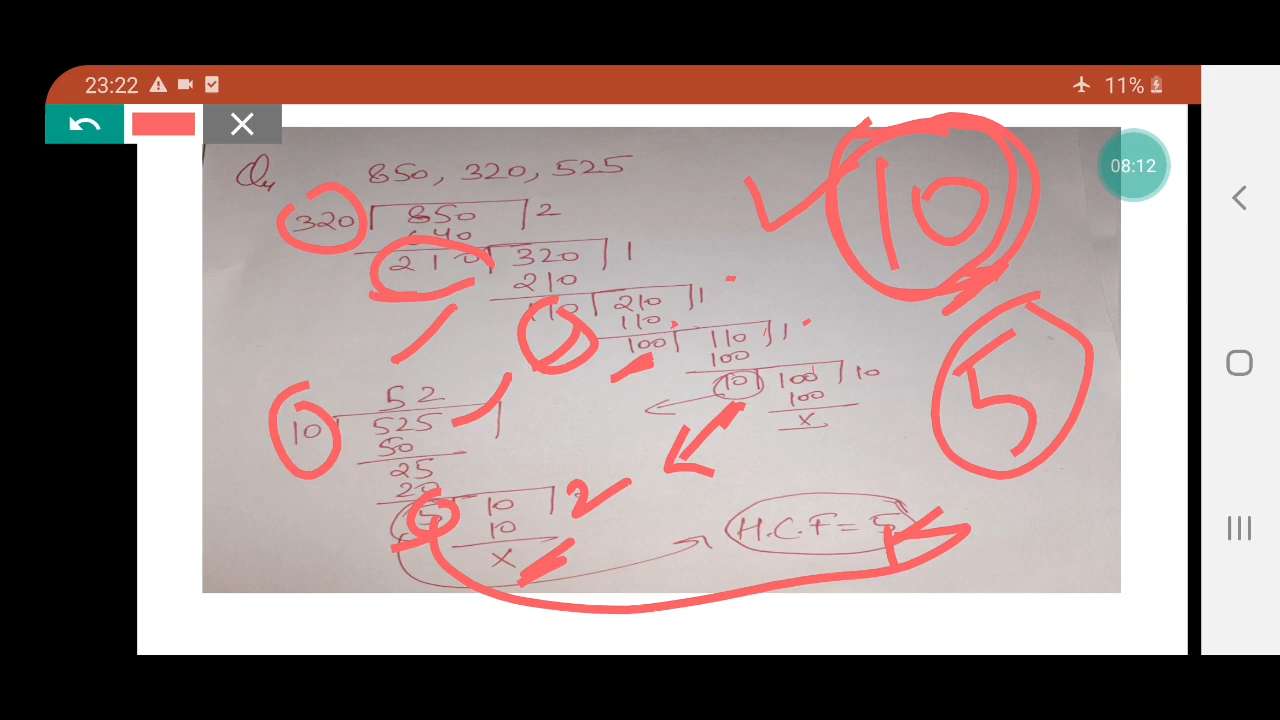 23:22
11%
08:12
10
Q4 850, 320, 525
320 850 2
640
210 320 1
210
110 210 1
110
100 110 1
100
10 100 10
100
x
5
52
10 525
50
25
20
5 10 2
10
x
H.C.F = 5